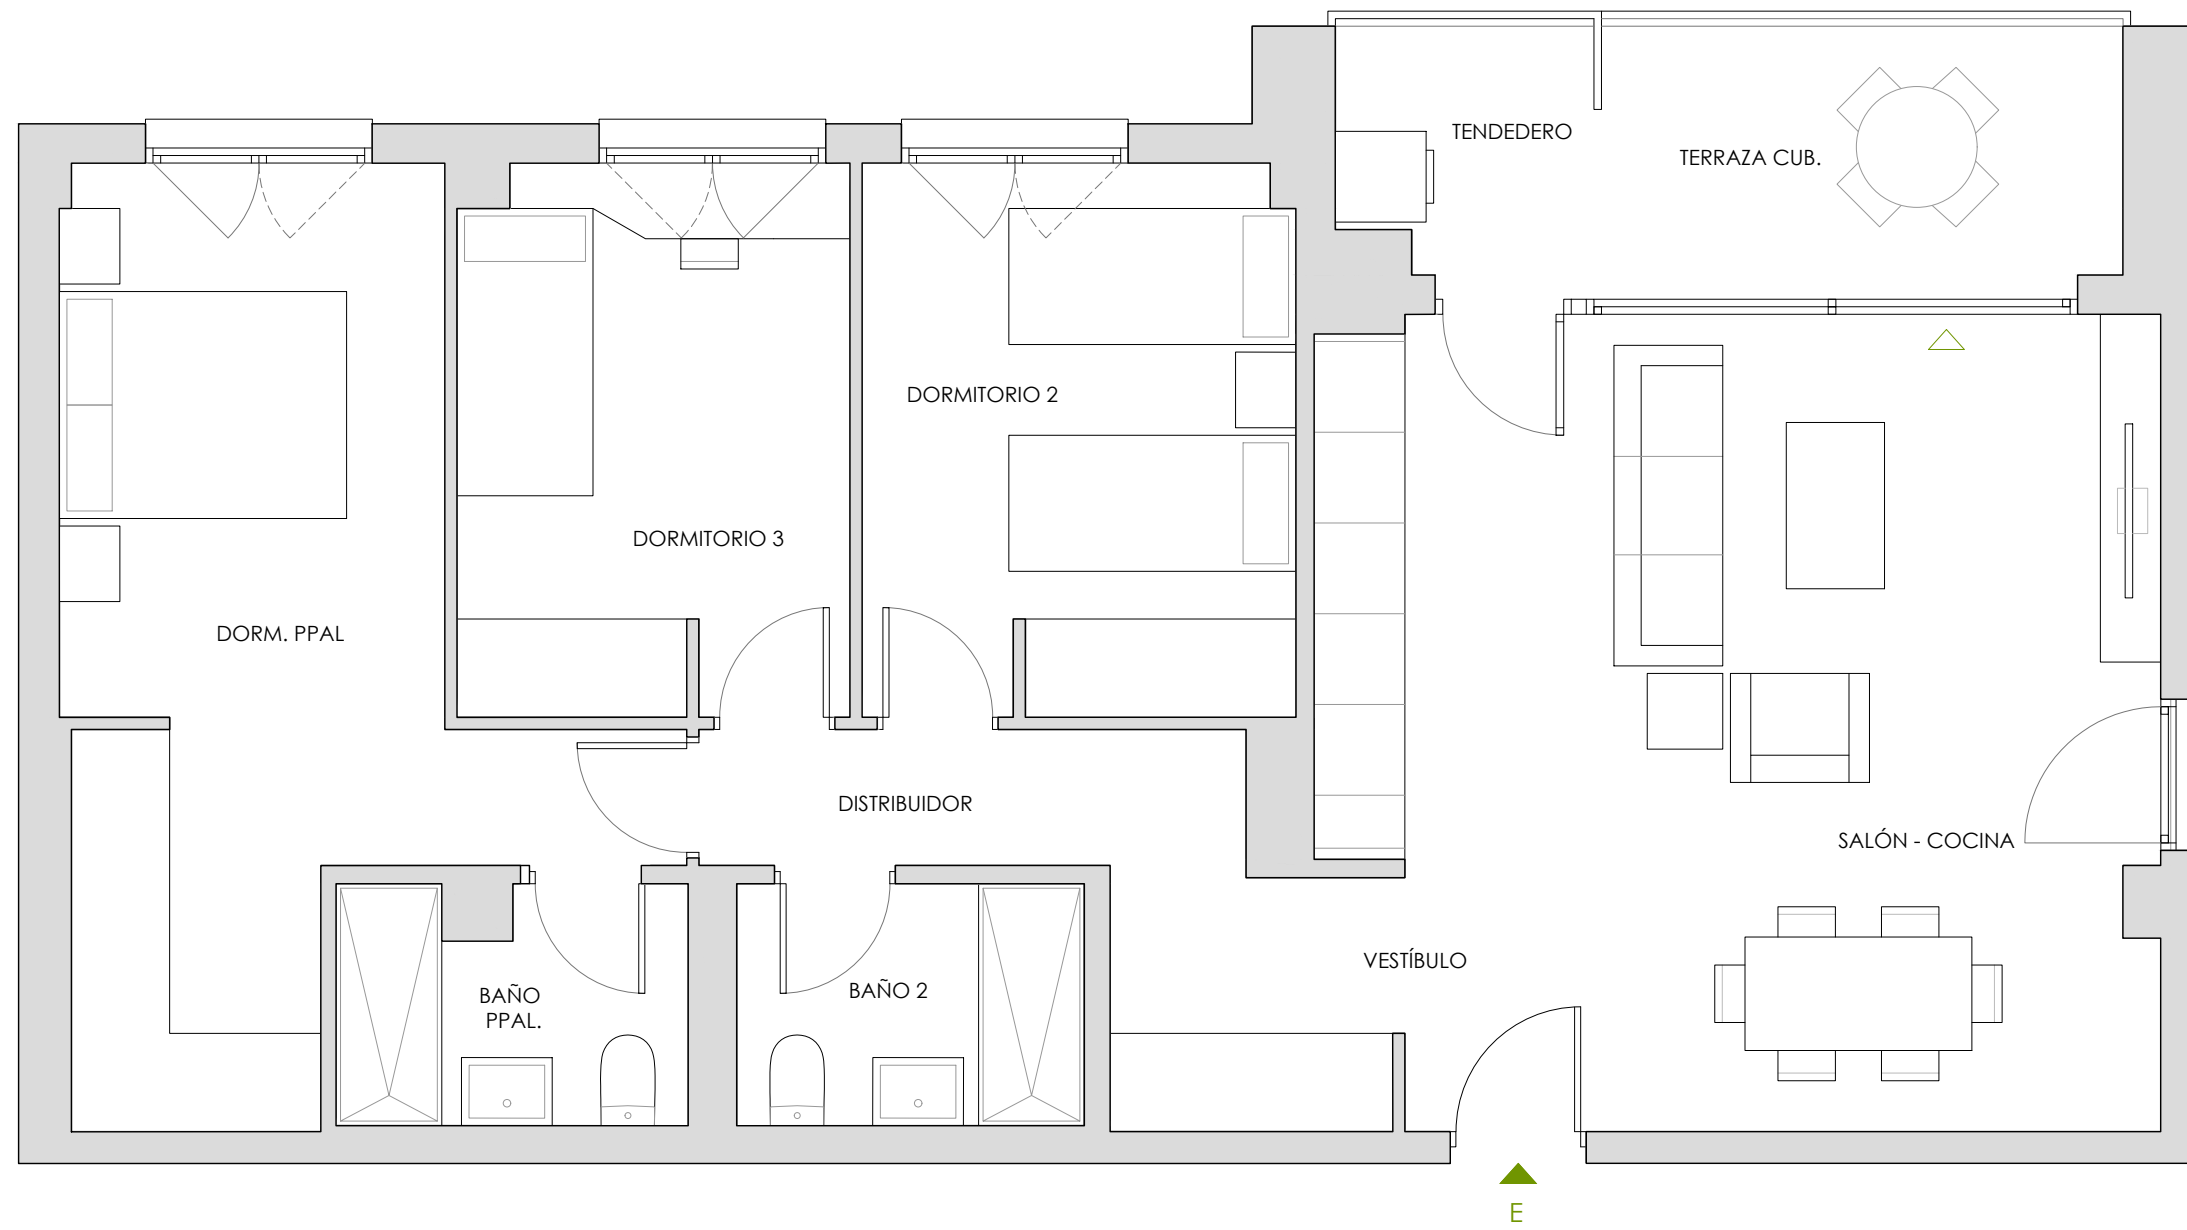 TENDEDERO
TERRAZA CUB.
DORMITORIO 2
DORMITORIO 3
DORM. PPAL
DISTRIBUIDOR
SALÓN - COCINA
VESTÍBULO
BAÑO
PPAL.
BAÑO 2
E